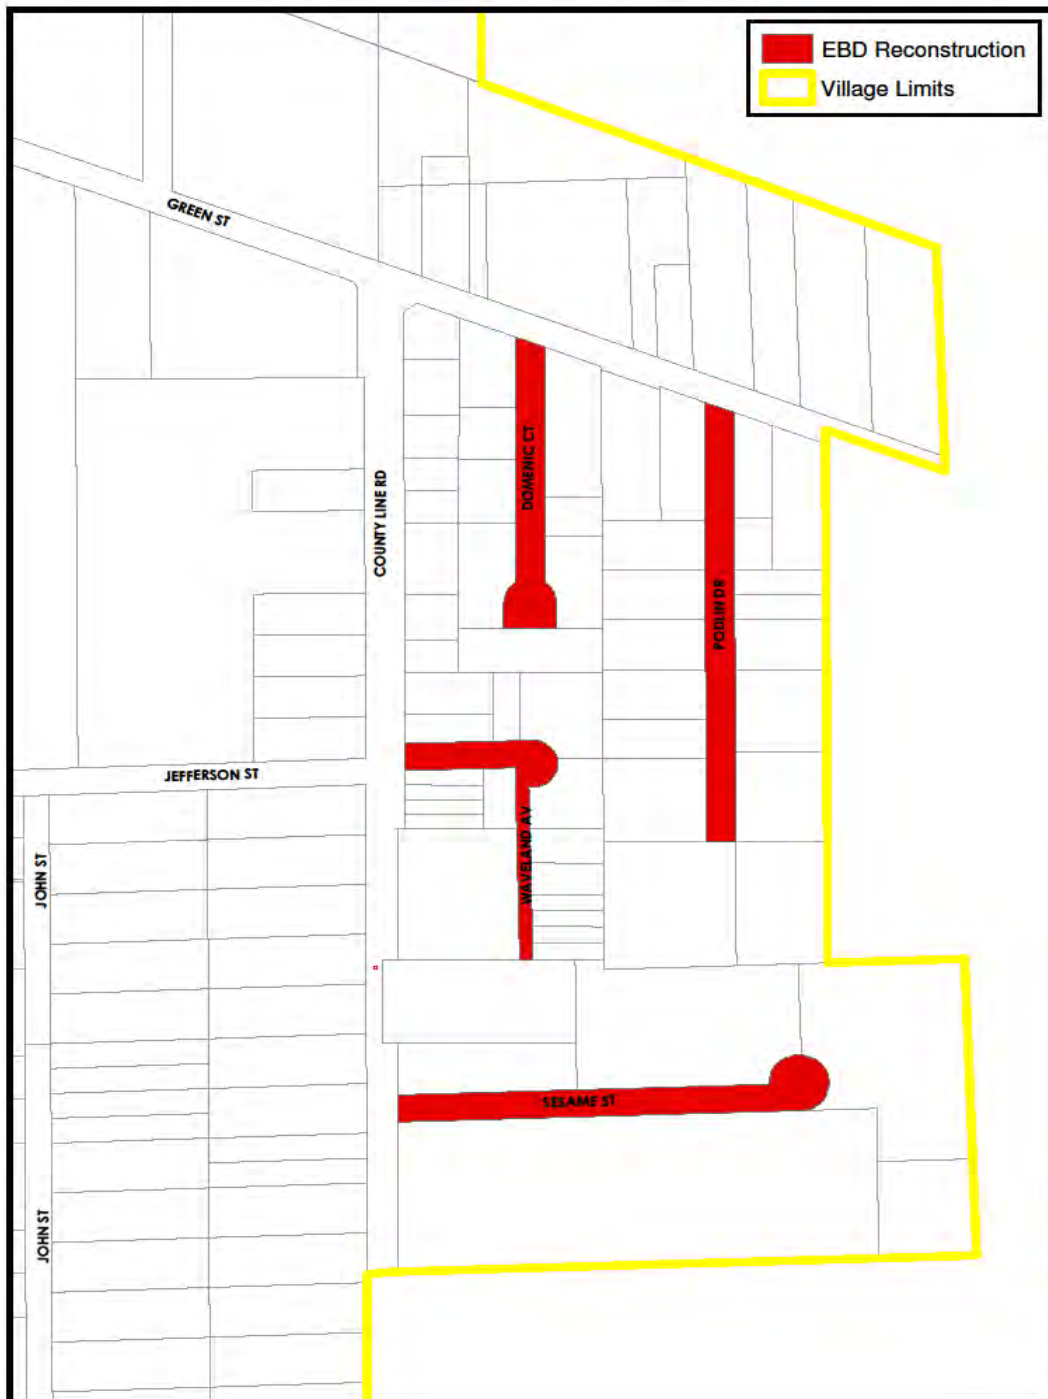 EBD Reconstruction
Village Limits
GREEN ST
DOMENIC CT
COUNTY LINE RD
PODLIN DR
JEFFERSON ST
WAVELAND AV
JOHN ST
SESAME ST
JOHN ST